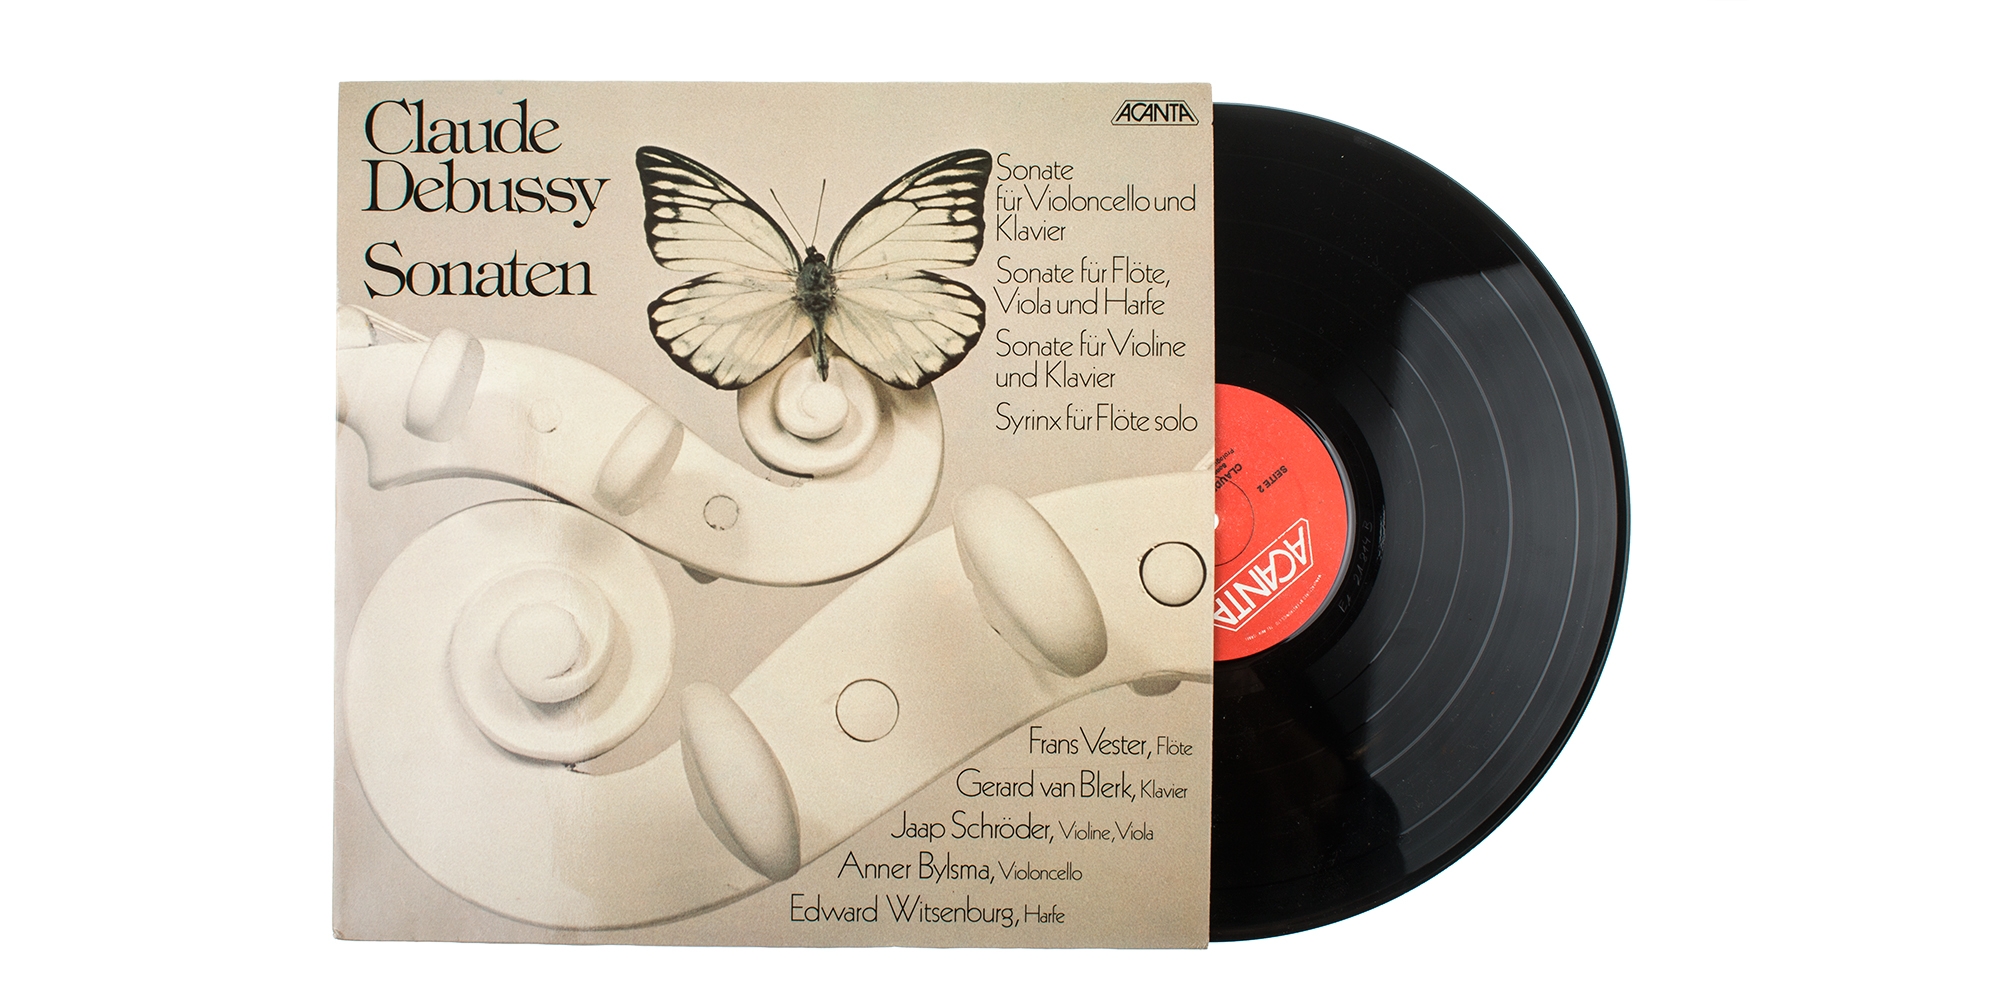 Claude
Debussy
Sonaten
ACANTA
Sonate
für Violoncello und
Klavier
Sonate für Flöte,
Viola und Harfe
Sonate für Violine
und Klavier
Syrinx für Flöte solo
Frans Vester, Flöte
Gerard van Blerk, Klavier
Jaap Schröder, Violine, Viola
Anner Bylsma, Violoncello
Edward Witsenburg, Harfe
SEITE 2
ACANTA